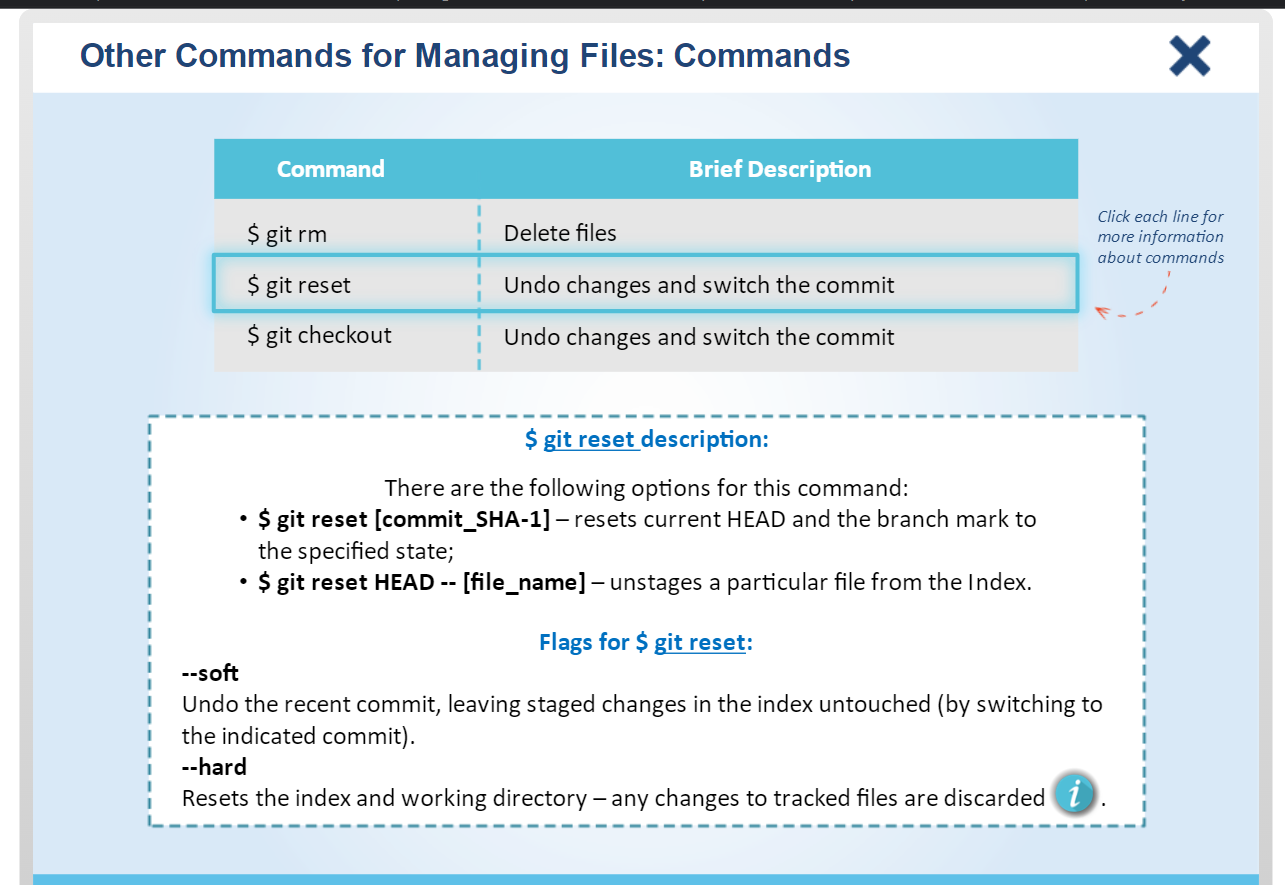 Other Commands for Managing Files: Commands
Command Brief Description
$ git rm Delete files
$ git reset Undo changes and switch the commit
$ git checkout Undo changes and switch the commit
Click each line for
more information
about commands
$ git reset description:
There are the following options for this command:
• $ git reset [commit_SHA-1] – resets current HEAD and the branch mark to
the specified state;
• $ git reset HEAD -- [file_name] – unstages a particular file from the Index.
Flags for $ git reset:
--soft
Undo the recent commit, leaving staged changes in the index untouched (by switching to
the indicated commit).
--hard
Resets the index and working directory – any changes to tracked files are discarded i .